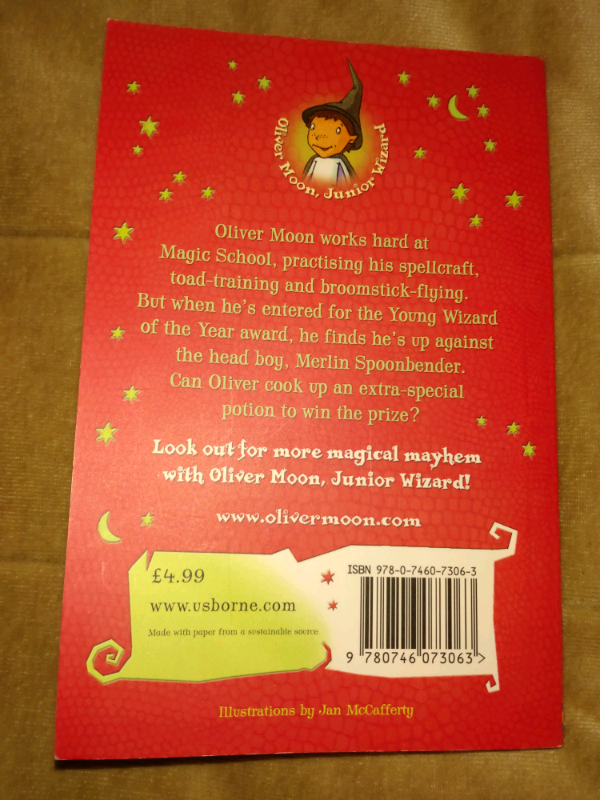 Oliver Moon, Junior Wizard
Oliver Moon works hard at
Magic School, practising his spellcraft,
toad-training and broomstick-flying.
But when he's entered for the Young Wizard
of the Year award, he finds he's up against
the head boy, Merlin Spoonbender.
Can Oliver cook up an extra-special
potion to win the prize?
Look out for more magical mayhem
with Oliver Moon, Junior Wizard!
www.olivermoon.com
£4.99
www.usborne.com
Made with paper from a sustainable source
ISBN 978-0-7460-7306-3
9 780746 073063 >
Illustrations by Jan McCafferty